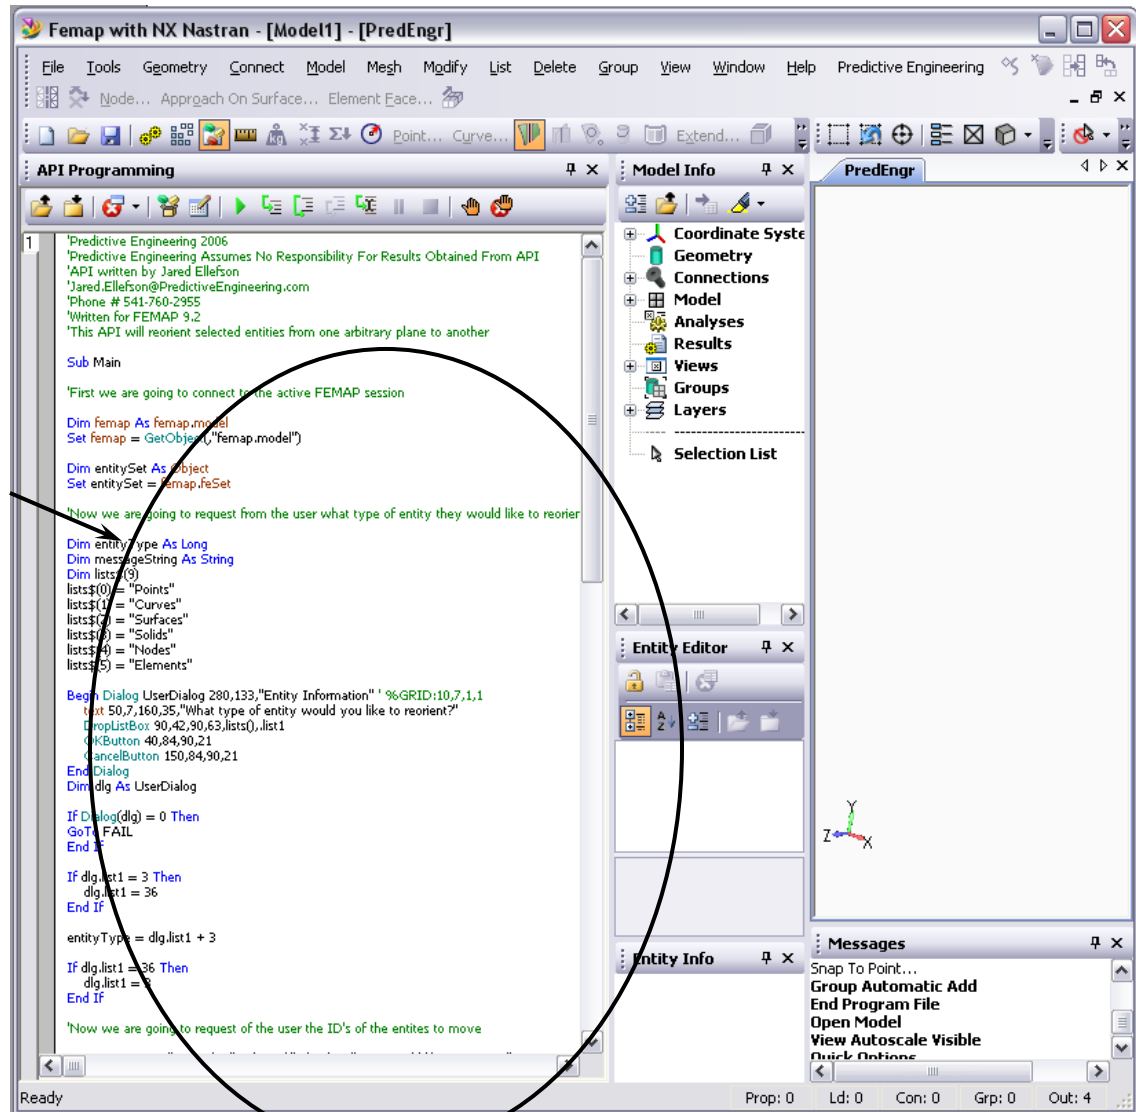 Femap with NX Nastran - [Model1] - [PredEngr]
File Tools Geometry Connect Model Mesh Modify List Delete Group View Window Help Predictive Engineering
Node... Approach On Surface... Element Face...
Point... Curve... Extend...
API Programming
1
'Predictive Engineering 2006
'Predictive Engineering Assumes No Responsibility For Results Obtained From API
'API written by Jared Ellefson
'Jared.Ellefson@PredictiveEngineering.com
'Phone # 541-760-2955
'Written for FEMAP 9.2
'This API will reorient selected entities from one arbitrary plane to another
Sub Main
'First we are going to connect to the active FEMAP session
Dim femap As femap.model
Set femap = GetObject(,"femap.model")
Dim entitySet As Object
Set entitySet = femap.feSet
'Now we are going to request from the user what type of entity they would like to reorier
Dim entityType As Long
Dim messageString As String
Dim lists$(9)
lists$(0) = "Points"
lists$(1) = "Curves"
lists$(2) = "Surfaces"
lists$(3) = "Solids"
lists$(4) = "Nodes"
lists$(5) = "Elements"
Begin Dialog UserDialog 280,133,"Entity Information" ' %GRID:10,7,1,1
text 50,7,160,35,"What type of entity would you like to reorient?"
DropListBox 90,42,90,63,lists(),.list1
OKButton 40,84,90,21
CancelButton 150,84,90,21
End Dialog
Dim dlg As UserDialog
If Dialog(dlg) = 0 Then
GoTo FAIL
End If
If dlg.list1 = 3 Then
dlg.list1 = 36
End If
entityType = dlg.list1 + 3
If dlg.list1 = 36 Then
dlg.list1 = 3
End If
'Now we are going to request of the user the ID's of the entites to move
Model Info
Coordinate Syste
Geometry
Connections
Model
Analyses
Results
Views
Groups
Layers
Selection List
Entity Editor
Entity Info
PredEngr
Y
Z
X
Messages
Snap To Point...
Group Automatic Add
End Program File
Open Model
View Autoscale Visible
Quick Options
Ready Prop: 0 Ld: 0 Con: 0 Grp: 0 Out: 4